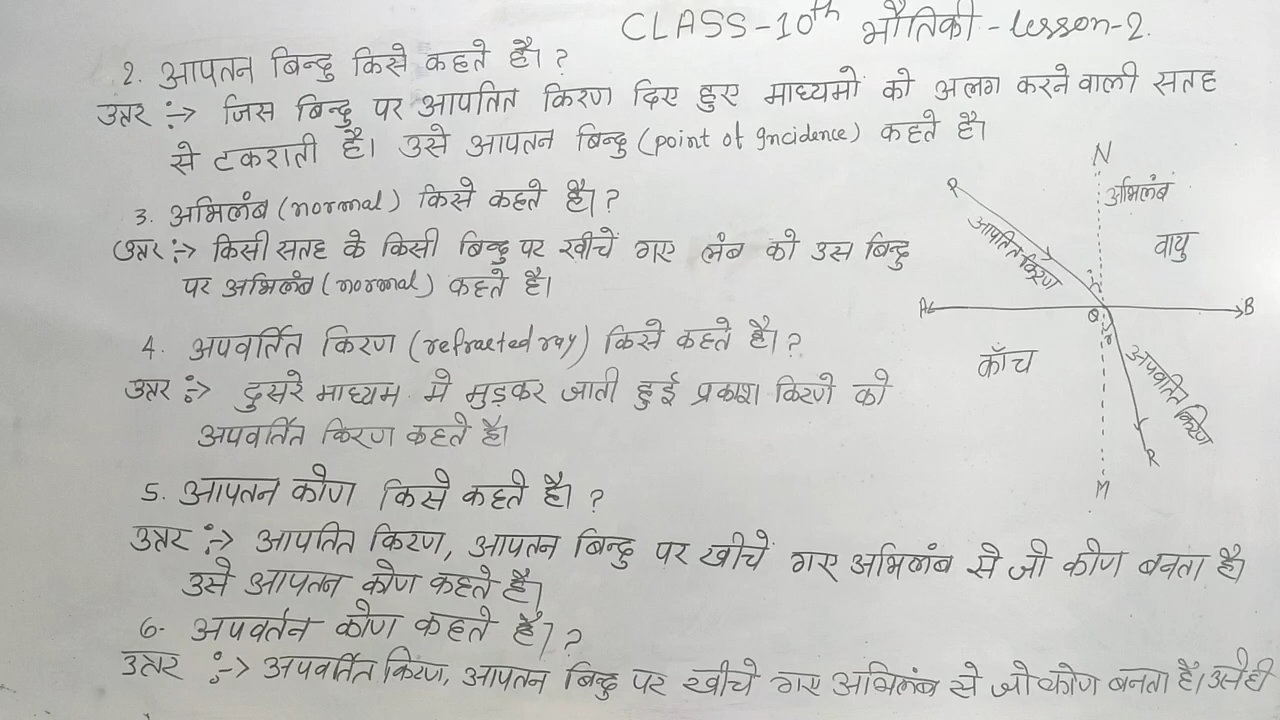 CLASS-10th भौतिकी - lesson-2.
2. आपतन बिन्दु किसे कहते है। ?
उत्तर :-> जिस बिन्दु पर आपतित किरण दिए हुए माध्यमों को अलग करने वाली सतह
से टकराती है। उसे आपतन बिन्दु (point of Incidence) कहते है।
3. अभिलंब (normal) किसे कहते है। ?
उत्तर :-> किसी सतह के किसी बिन्दु पर खीचें गए लंब को उस बिन्दु
पर अभिलंब (normal) कहते है।
4. अपवर्तित किरण (refracted ray) किसे कहते है। ?
उत्तर :-> दुसरे माध्यम मे मुड़कर जाती हुई प्रकाश किरणे को
अपवर्तित किरण कहते है।
5. आपतन कोण किसे कहते है। ?
उत्तर :-> आपतित किरण, आपतन बिन्दु पर खीचें गए अभिलंब से जो कोण बनता है।
उसे आपतन कोण कहते है।
6. अपवर्तन कोण कहते है। ?
उत्तर :-> अपवर्तित किरण, आपतन बिन्दु पर खीचे गए अभिलंब से जो कोण बनता है। उसे ही
N
P
अभिलंब
आपतित किरण
वायु
i
A
B
Q
r
काँच
अपवर्तित किरण
R
M